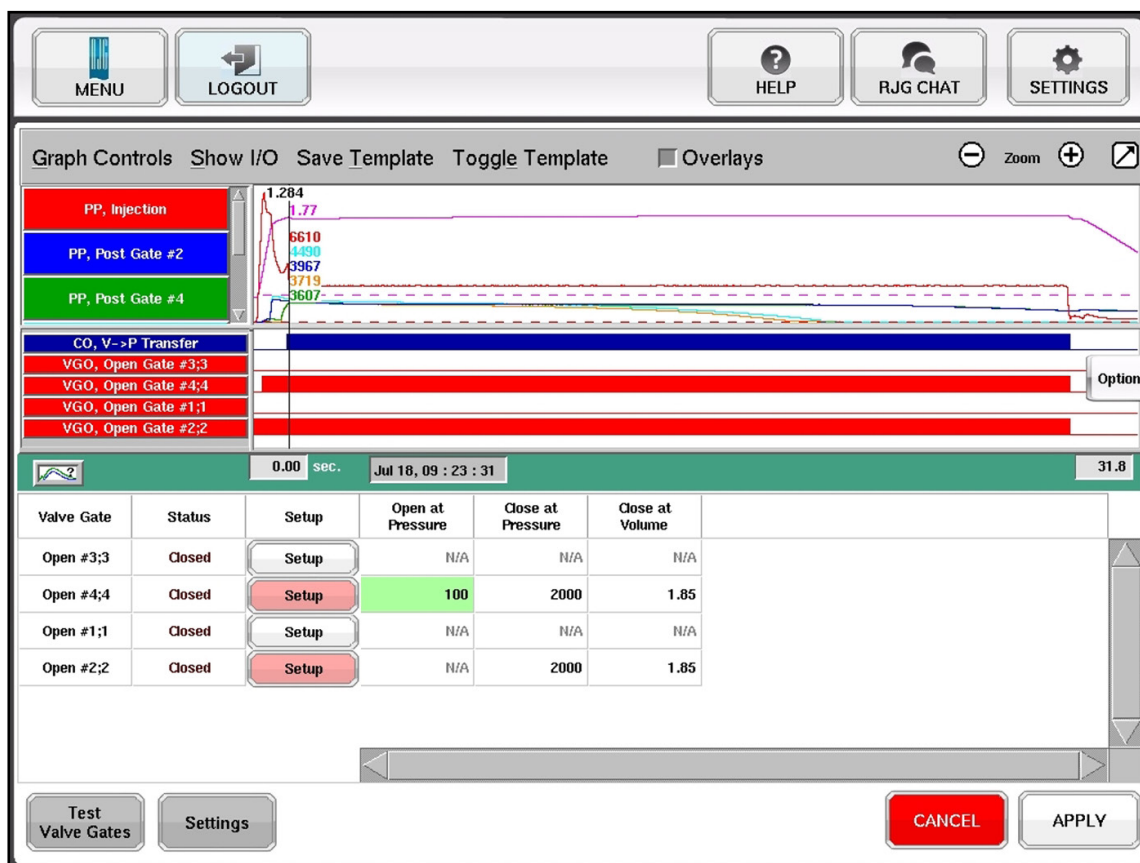 RJG
MENU
LOGOUT
HELP
RJG CHAT
SETTINGS
Graph Controls Show I/O Save Template Toggle Template Overlays Zoom
PP, Injection
PP, Post Gate #2
PP, Post Gate #4
1.284
1.77
6610
4490
3967
3719
3607
CO, V->P Transfer
VGO, Open Gate #3;3
VGO, Open Gate #4;4
VGO, Open Gate #1;1
VGO, Open Gate #2;2
Option
0.00 sec. Jul 18, 09 : 23 : 31 31.8
Valve Gate Status Setup Open at Pressure Close at Pressure Close at Volume
Open #3;3 Closed Setup N/A N/A N/A
Open #4;4 Closed Setup 100 2000 1.85
Open #1;1 Closed Setup N/A N/A N/A
Open #2;2 Closed Setup N/A 2000 1.85
Test
Valve Gates
Settings
CANCEL
APPLY